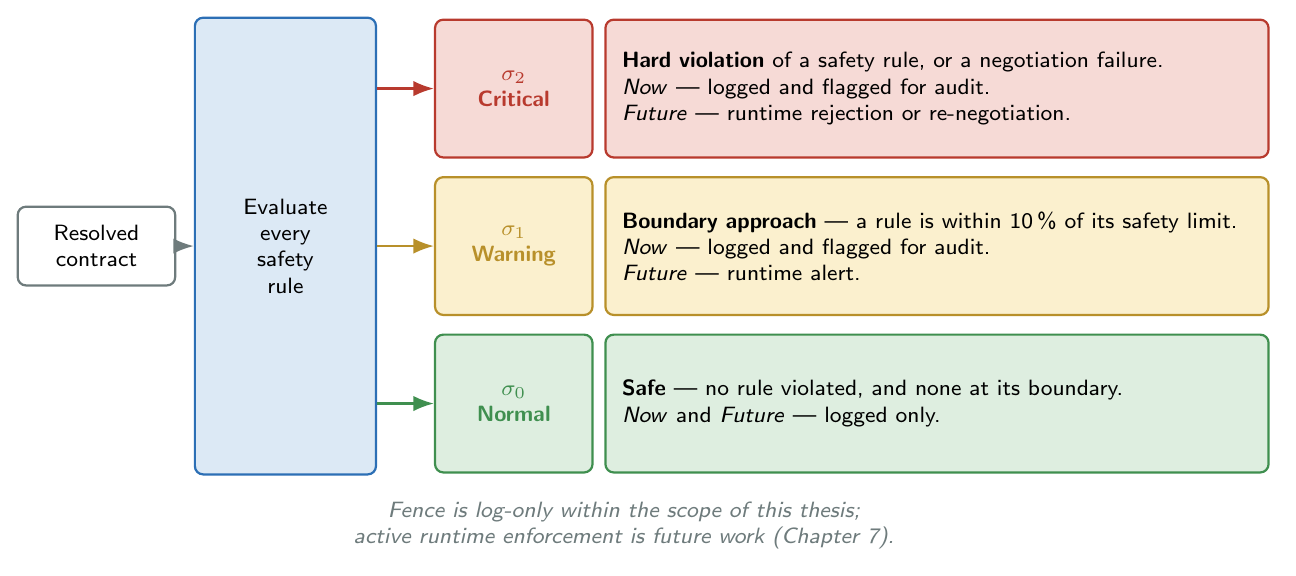 Resolved
contract
Evaluate
every
safety
rule
σ₂
Critical
Hard violation of a safety rule, or a negotiation failure.
Now — logged and flagged for audit.
Future — runtime rejection or re-negotiation.
σ₁
Warning
Boundary approach — a rule is within 10 % of its safety limit.
Now — logged and flagged for audit.
Future — runtime alert.
σ₀
Normal
Safe — no rule violated, and none at its boundary.
Now and Future — logged only.
Fence is log-only within the scope of this thesis;
active runtime enforcement is future work (Chapter 7).